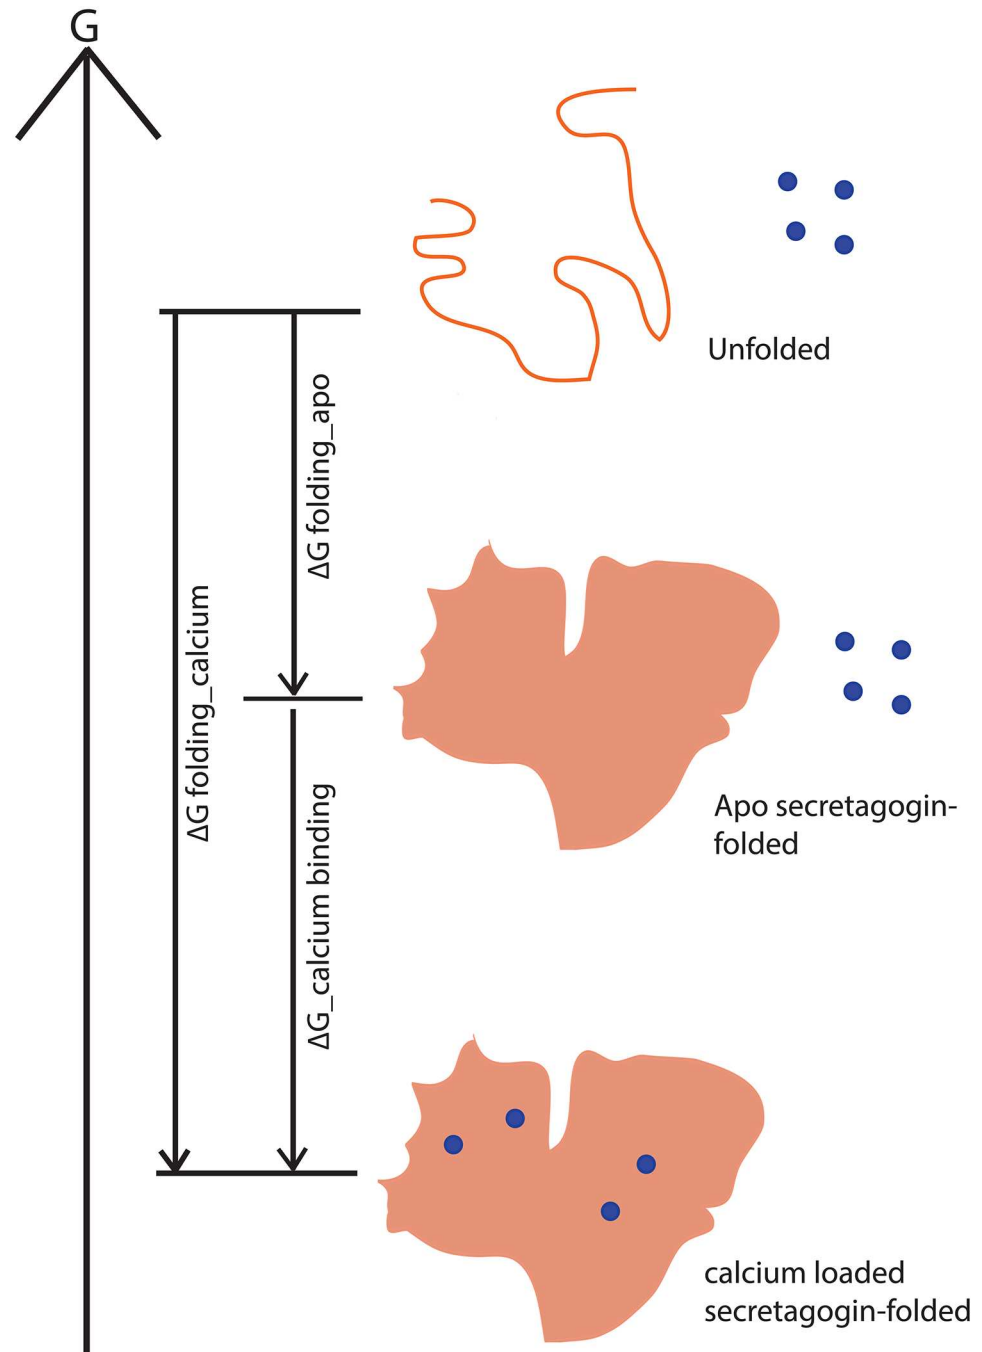 G
Unfolded
ΔG folding_apo
ΔG folding_calcium
Apo secretagogin-
folded
ΔG_calcium binding
calcium loaded
secretagogin-folded